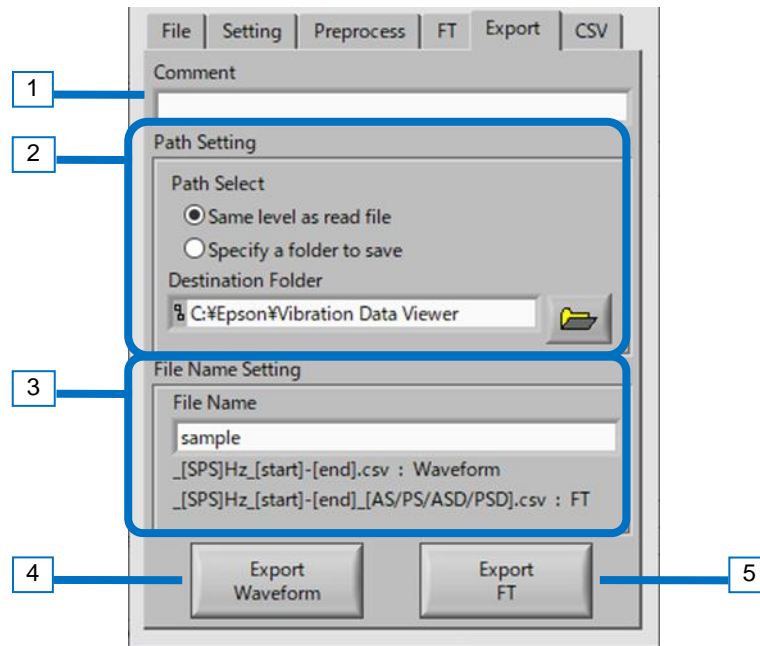 File Setting Preprocess FT Export CSV
1
Comment
2
Path Setting
Path Select
Same level as read file
Specify a folder to save
Destination Folder
C:¥Epson¥Vibration Data Viewer
3
File Name Setting
File Name
sample
_[SPS]Hz_[start]-[end].csv : Waveform
_[SPS]Hz_[start]-[end]_[AS/PS/ASD/PSD].csv : FT
4
Export
Waveform
Export
FT
5